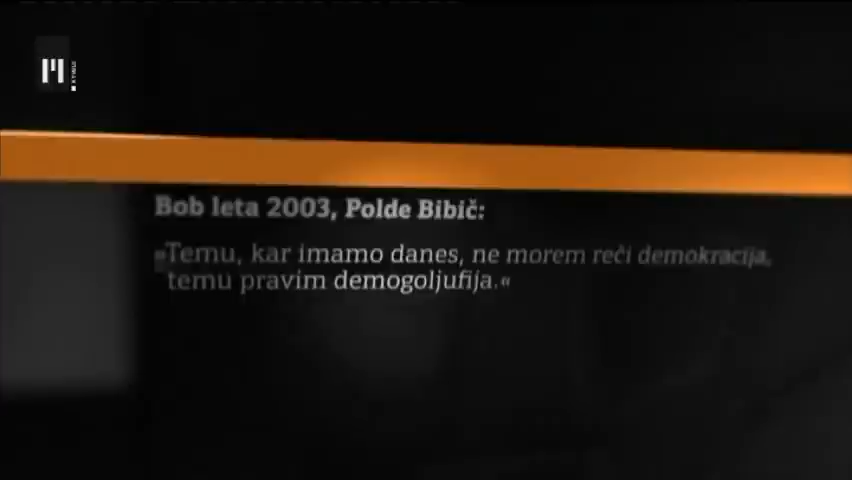 Bob leta 2003, Polde Bibič:
»Temu, kar imamo danes, ne morem reči demokracija,
temu pravim demogoljufija.«